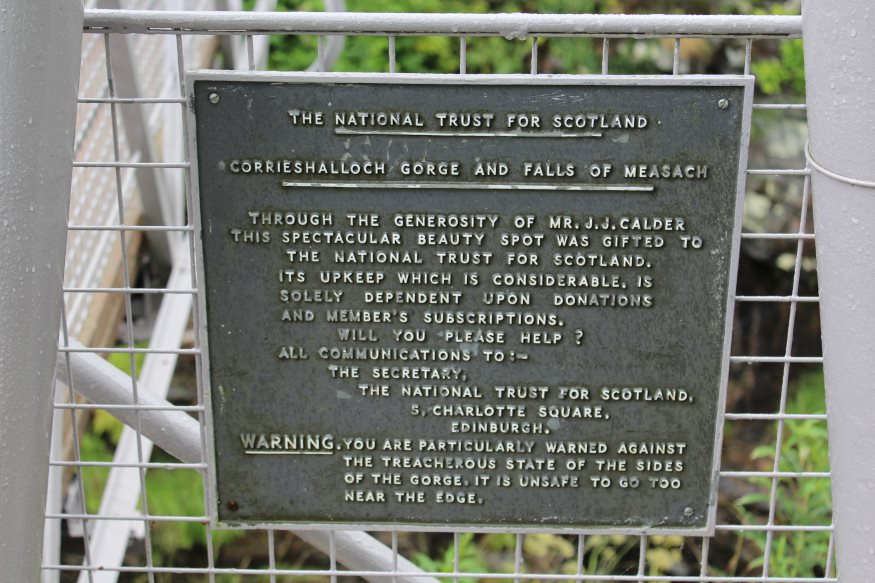 THE NATIONAL TRUST FOR SCOTLAND
CORRIESHALLOCH GORGE AND FALLS OF MEASACH
THROUGH THE GENEROSITY OF MR. J.J. CALDER
THIS SPECTACULAR BEAUTY SPOT WAS GIFTED TO
THE NATIONAL TRUST FOR SCOTLAND.
ITS UPKEEP WHICH IS CONSIDERABLE, IS
SOLELY DEPENDENT UPON DONATIONS
AND MEMBER'S SUBSCRIPTIONS.
WILL YOU PLEASE HELP ?
ALL COMMUNICATIONS TO :-
THE SECRETARY,
THE NATIONAL TRUST FOR SCOTLAND,
5, CHARLOTTE SQUARE,
EDINBURGH.
WARNING. YOU ARE PARTICULARLY WARNED AGAINST
THE TREACHEROUS STATE OF THE SIDES
OF THE GORGE. IT IS UNSAFE TO GO TOO
NEAR THE EDGE.